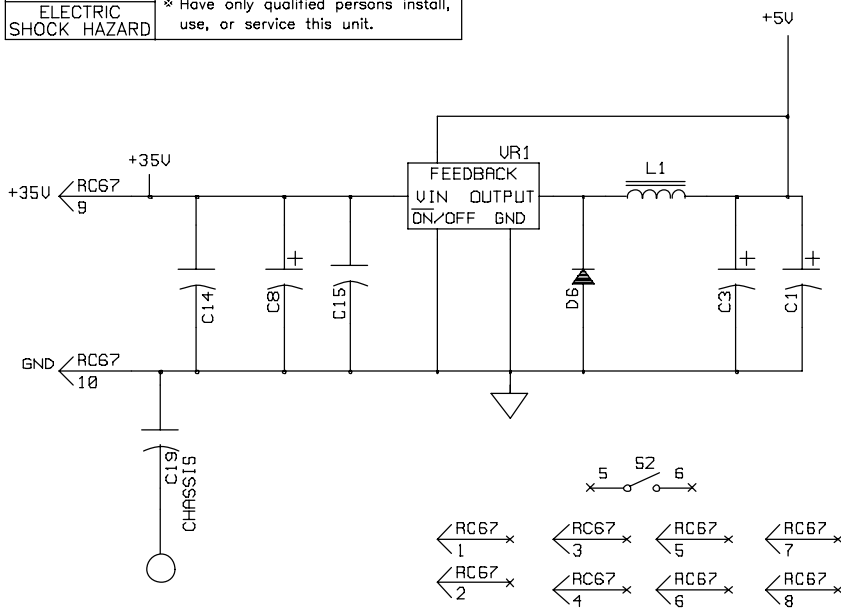 ELECTRIC
SHOCK HAZARD
* Have only qualified persons install,
use, or service this unit.
+5V
+35V
+35V
RC67
9
VR1
FEEDBACK
VIN OUTPUT
ON/OFF GND
L1
C14
C8
+
C15
D6
C3
+
C1
+
GND
RC67
10
C19
CHASSIS
5 S2 6
RC67
1
RC67
3
RC67
5
RC67
7
RC67
2
RC67
4
RC67
6
RC67
8